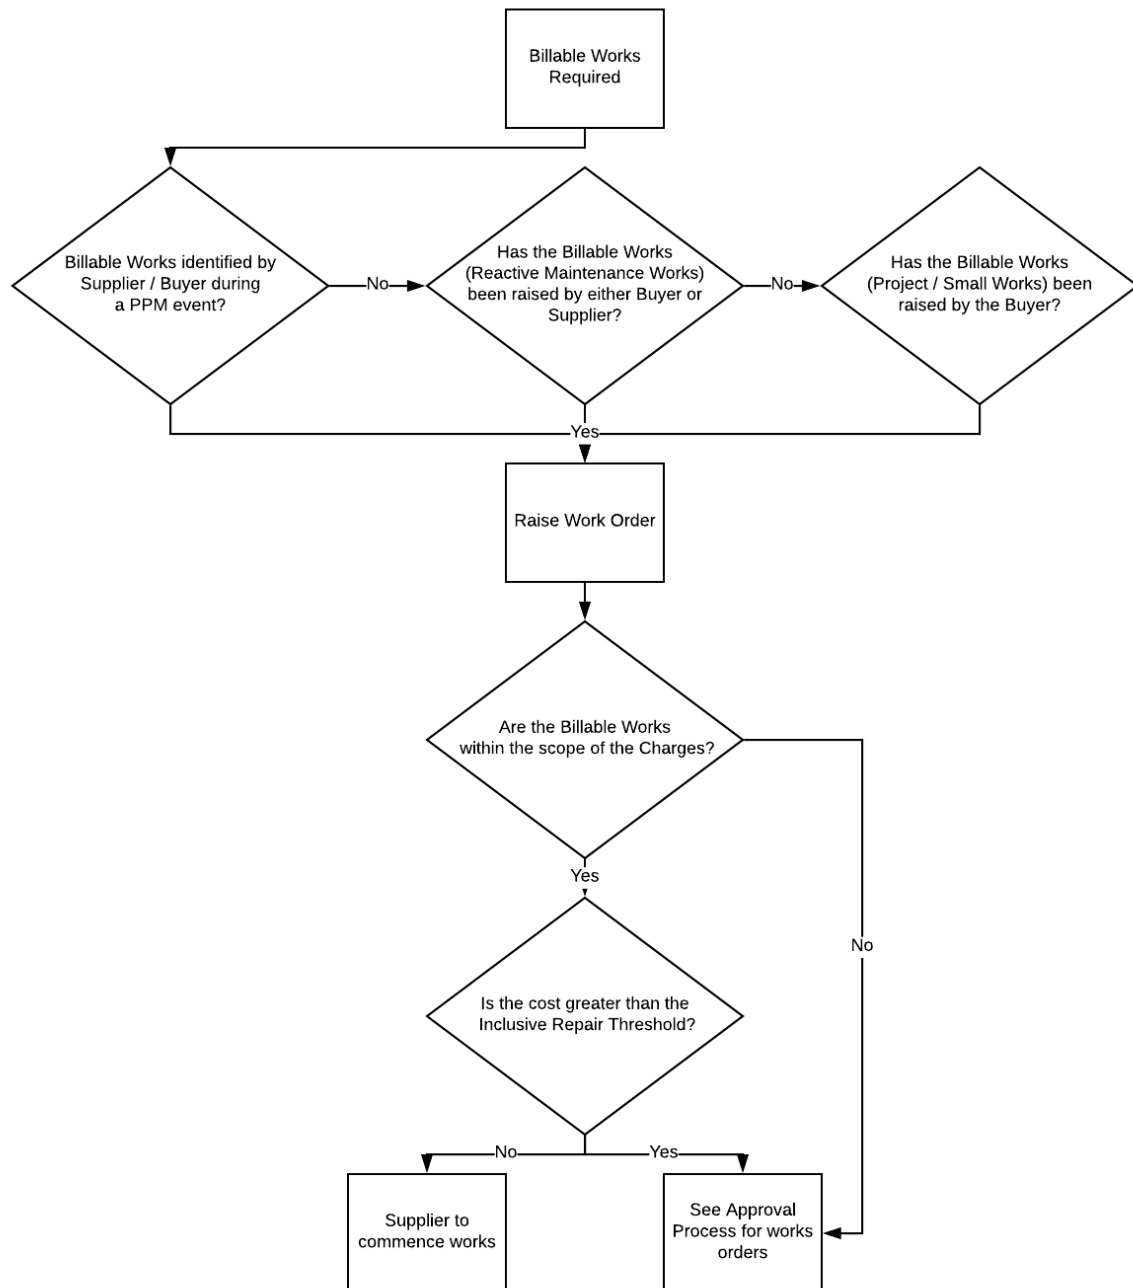 Billable Works
Required
Billable Works identified by
Supplier / Buyer during
a PPM event?
No
Has the Billable Works
(Reactive Maintenance Works)
been raised by either Buyer or
Supplier?
No
Has the Billable Works
(Project / Small Works) been
raised by the Buyer?
Yes
Raise Work Order
Are the Billable Works
within the scope of the Charges?
Yes
No
Is the cost greater than the
Inclusive Repair Threshold?
No
Yes
Supplier to
commence works
See Approval
Process for works
orders